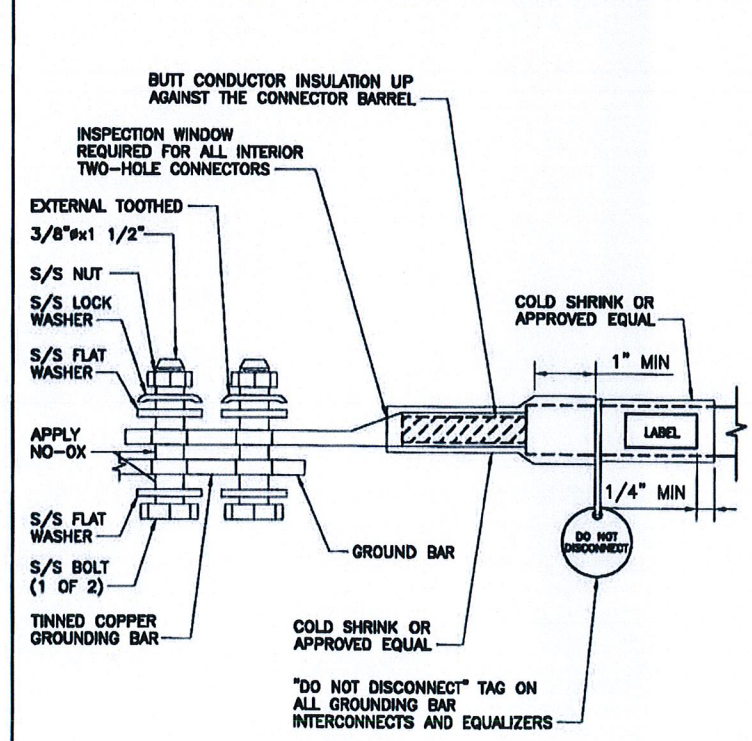 BUTT CONDUCTOR INSULATION UP
AGAINST THE CONNECTOR BARREL
INSPECTION WINDOW
REQUIRED FOR ALL INTERIOR
TWO-HOLE CONNECTORS
EXTERNAL TOOTHED
3/8"øx1 1/2"
S/S NUT
S/S LOCK
WASHER
S/S FLAT
WASHER
APPLY
NO-OX
S/S FLAT
WASHER
S/S BOLT
(1 OF 2)
TINNED COPPER
GROUNDING BAR
COLD SHRINK OR
APPROVED EQUAL
1" MIN
LABEL
1/4" MIN
DO NOT
DISCONNECT
GROUND BAR
COLD SHRINK OR
APPROVED EQUAL
"DO NOT DISCONNECT" TAG ON
ALL GROUNDING BAR
INTERCONNECTS AND EQUALIZERS